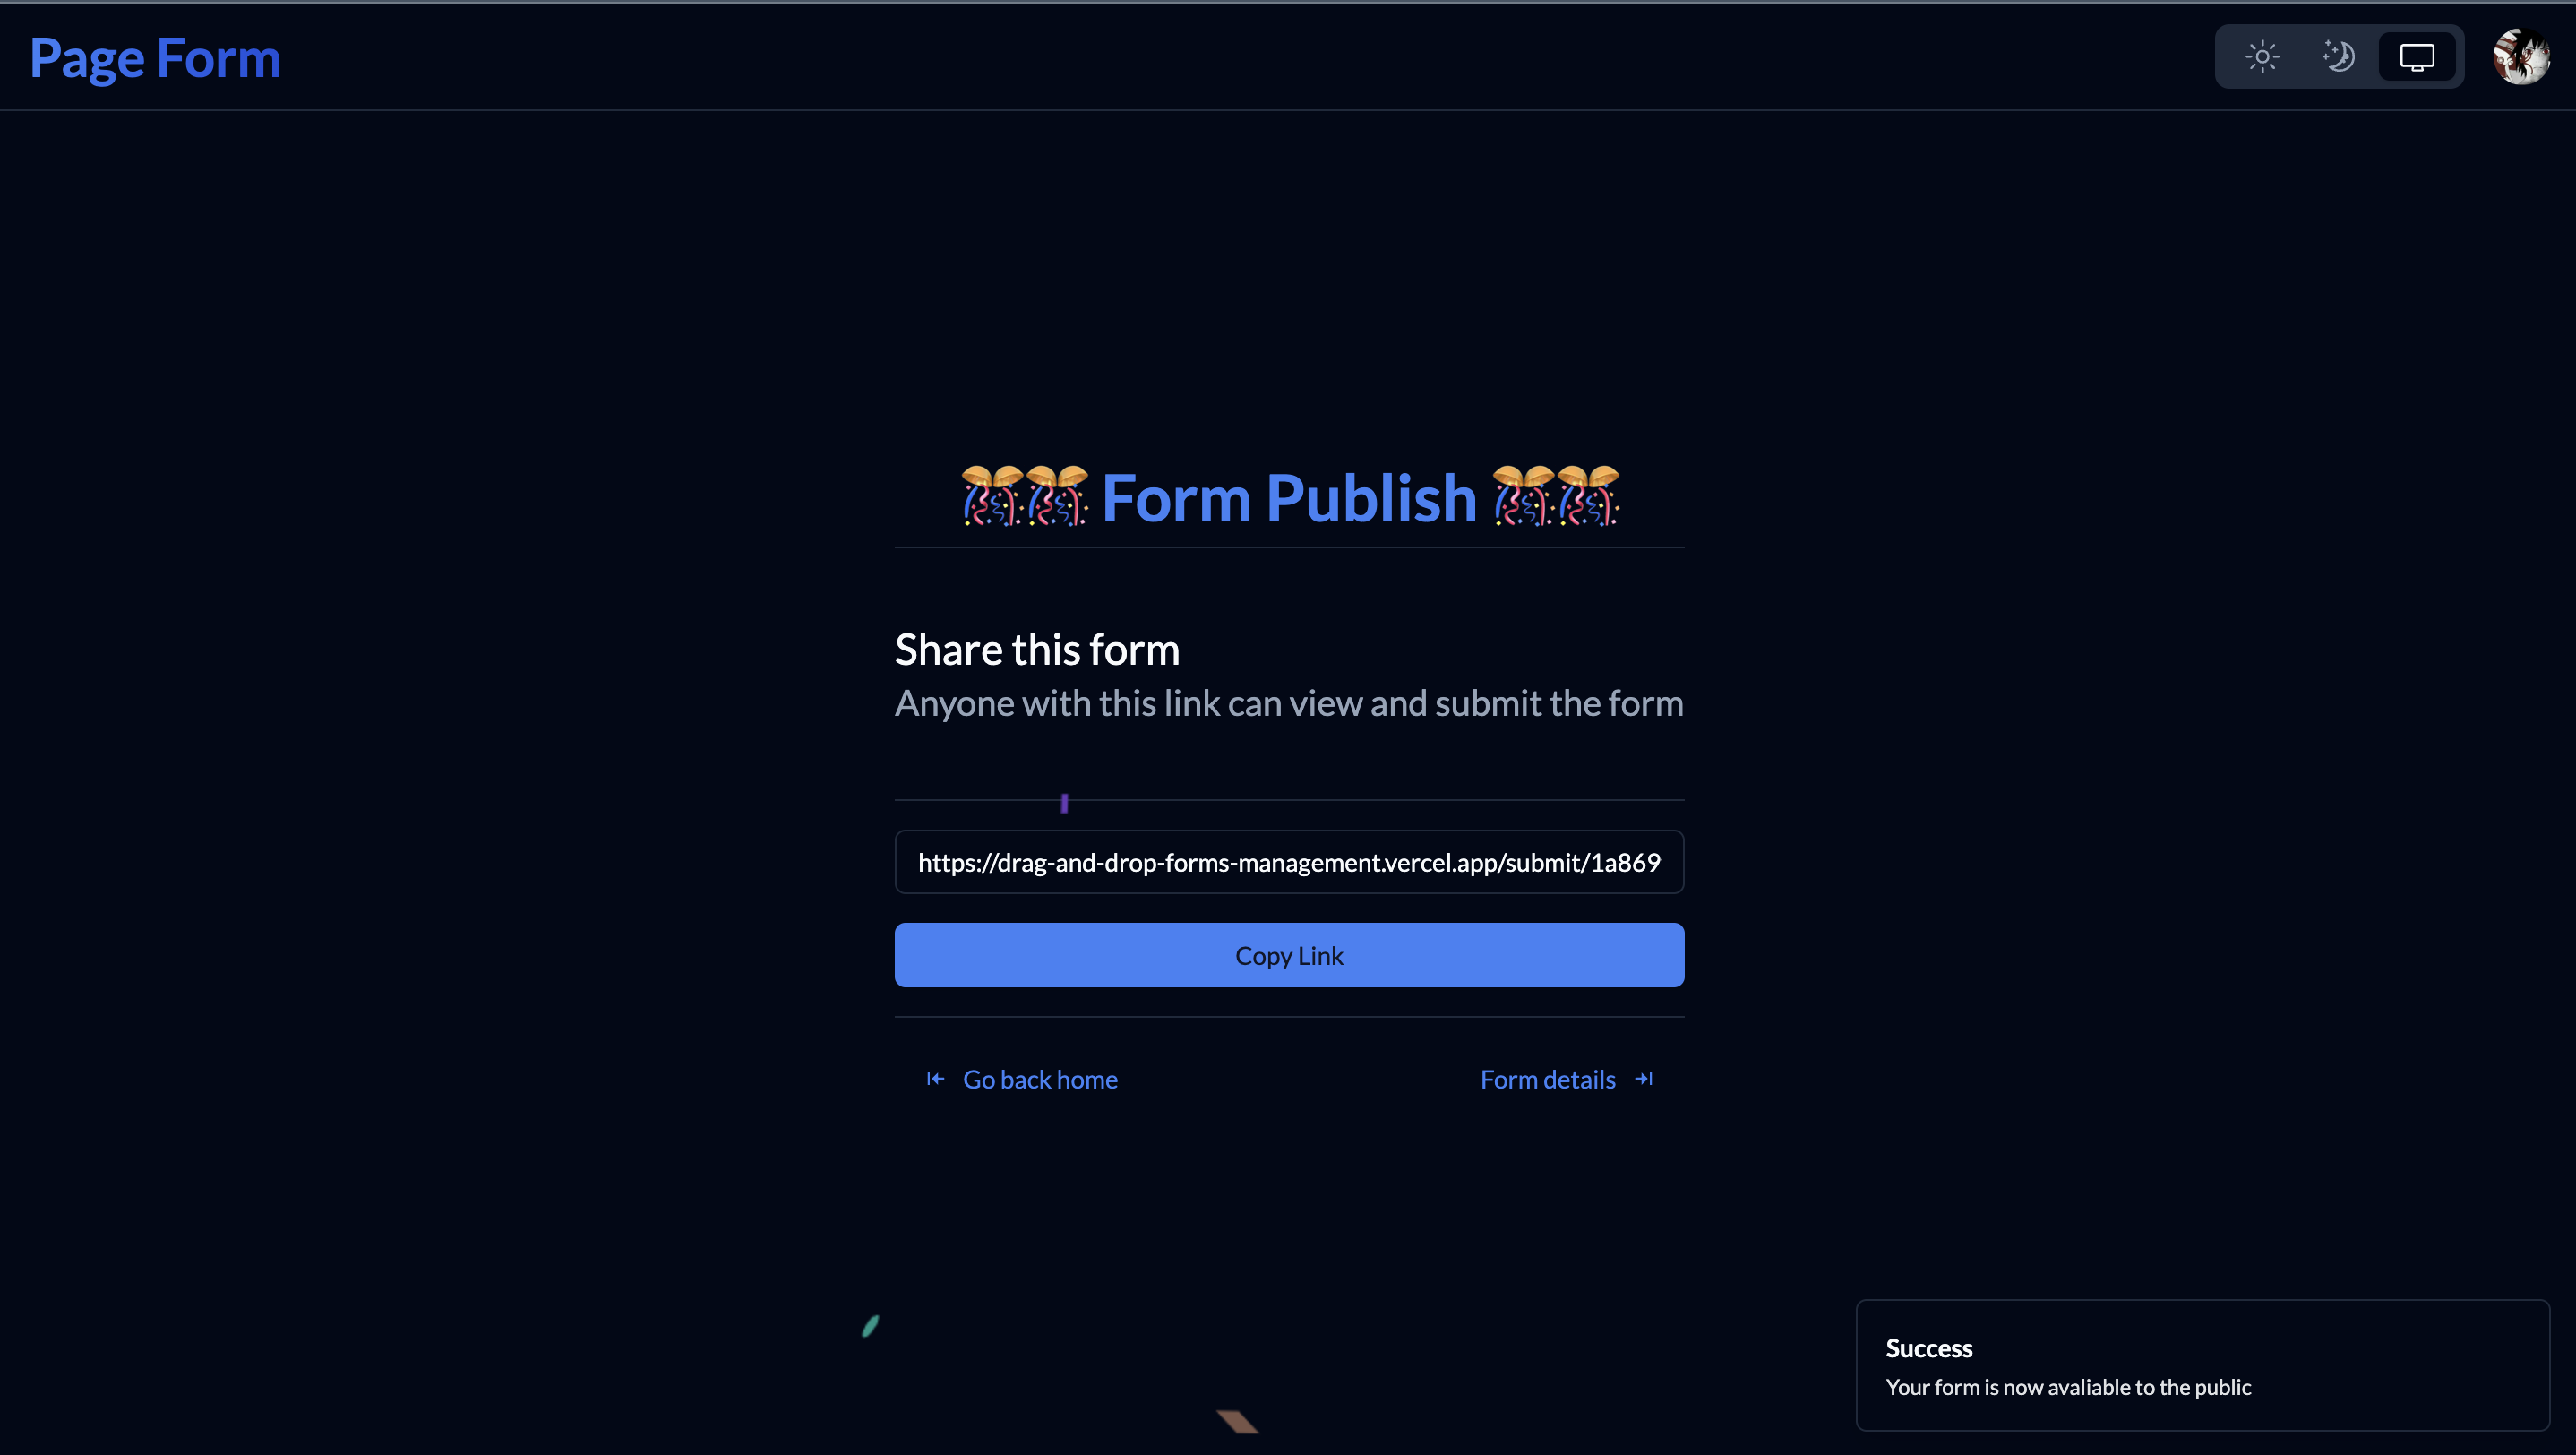 Page Form
🎊🎊 Form Publish 🎊🎊
Share this form
Anyone with this link can view and submit the form
https://drag-and-drop-forms-management.vercel.app/submit/1a869
Copy Link
Go back home
Form details
Success
Your form is now avaliable to the public